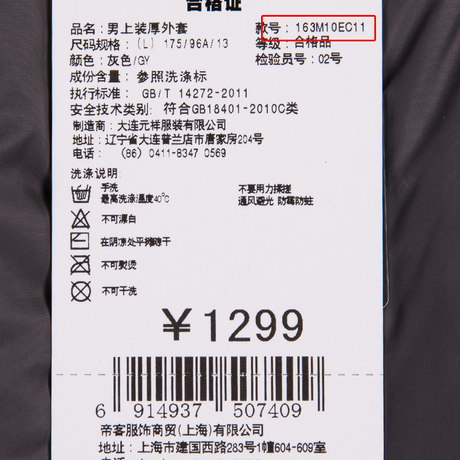 合格证
品名: 男上装厚外套 款号: 163M10EC11
尺码规格: (L) 175/96A/13 等级: 合格品
颜色: 灰色/GY 检验员号: 02号
成份含量: 参照洗涤标
执行标准: GB/T 14272-2011
安全技术类别: 符合GB18401-2010C类
制造商: 大连元祥服装有限公司
地址: 辽宁省大连普兰店市唐家房204号
电话: (86) 0411-8347 0569
洗涤说明:
手洗 不要用力揉搓
最高洗涤温度40℃ 通风避光 防霉防蛀
不可漂白
在阴凉处平摊晾干
不可熨烫
不可干洗
¥1299
6 914937 507409
帝客服饰商贸(上海)有限公司
地址: 上海市建国西路283号1幢604-609室